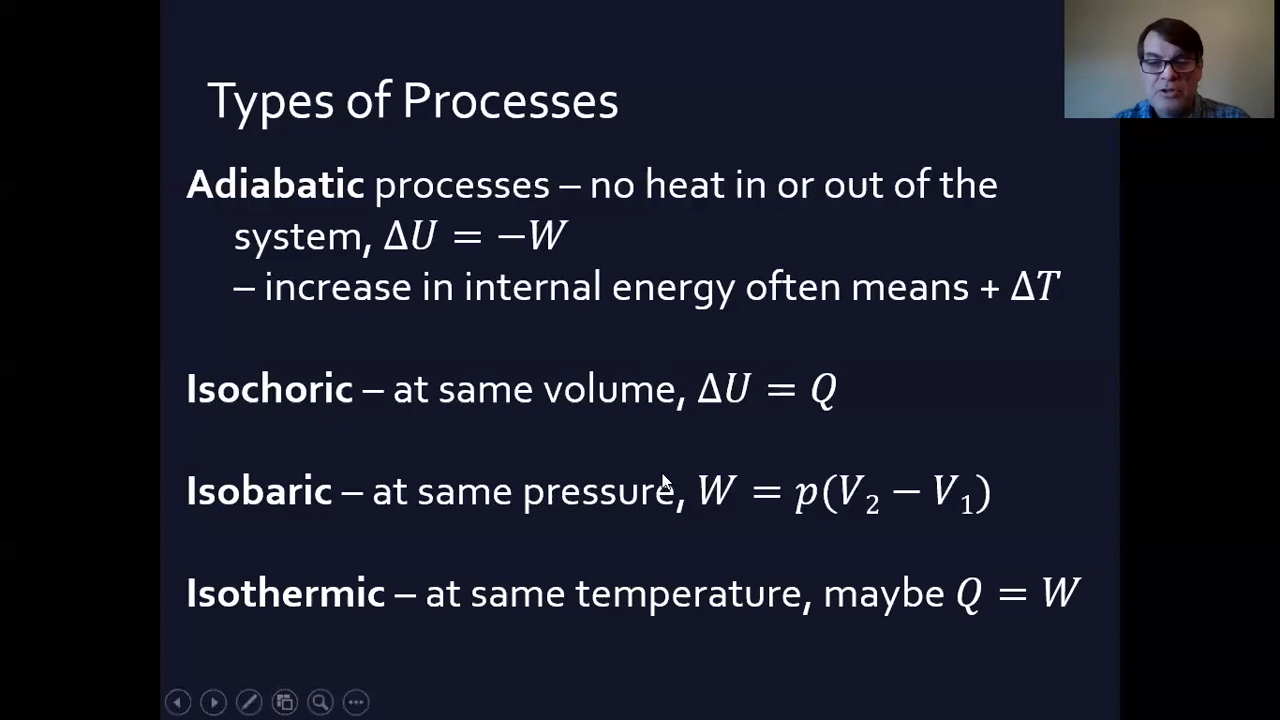 Types of Processes
Adiabatic processes – no heat in or out of the
system, Δ𝑈 = −𝑊
– increase in internal energy often means + Δ𝑇
Isochoric – at same volume, Δ𝑈 = 𝑄
Isobaric – at same pressure, 𝑊 = 𝑝(𝑉₂ − 𝑉₁)
Isothermic – at same temperature, maybe 𝑄 = 𝑊